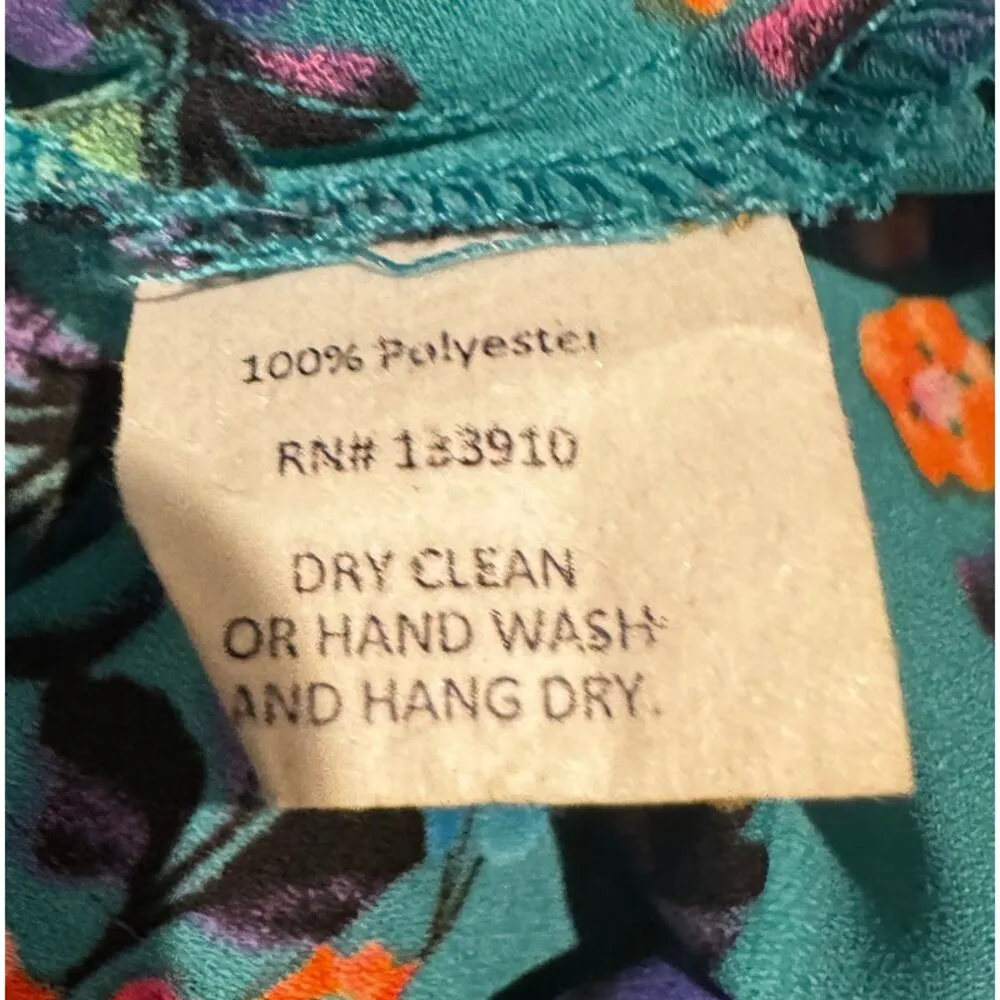 100% Polyester
RN# 133910
DRY CLEAN
OR HAND WASH
AND HANG DRY.